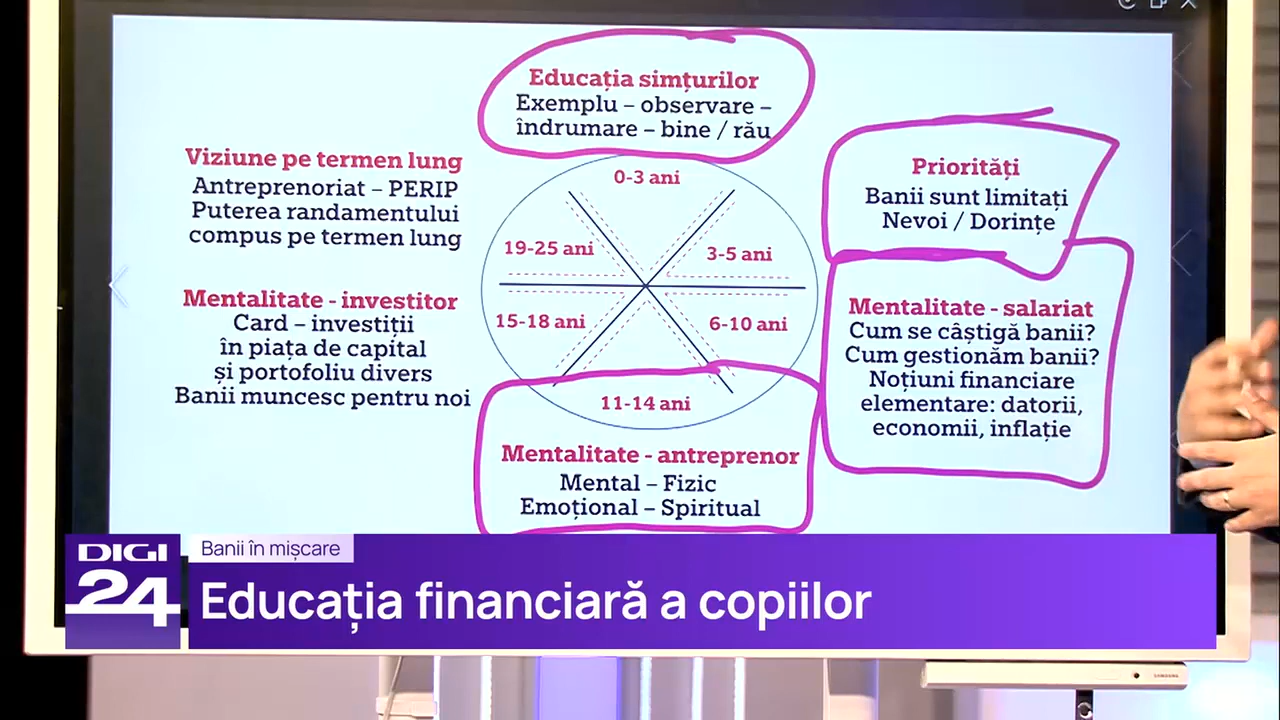 Educația simțurilor
Exemplu – observare –
îndrumare – bine / rău
Viziune pe termen lung
Antreprenoriat – PERIP
Puterea randamentului
compus pe termen lung
Mentalitate - investitor
Card – investiții
în piața de capital
și portofoliu divers
Banii muncesc pentru noi
0-3 ani
19-25 ani
3-5 ani
15-18 ani
6-10 ani
11-14 ani
Priorități
Banii sunt limitați
Nevoi / Dorințe
Mentalitate - salariat
Cum se câștigă banii?
Cum gestionăm banii?
Noțiuni financiare
elementare: datorii,
economii, inflație
Mentalitate - antreprenor
Mental – Fizic
Emoțional – Spiritual
DIGI
24
Banii în mișcare
Educația financiară a copiilor
SAMSUNG